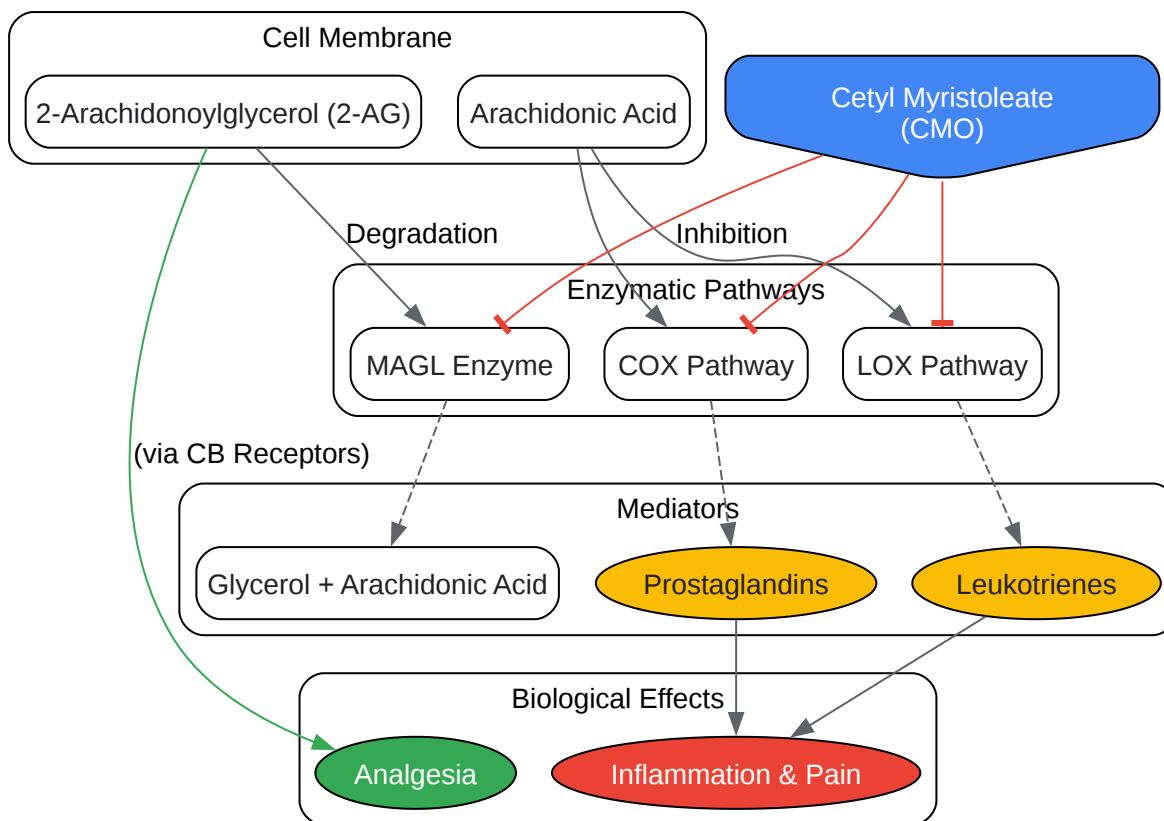 Cell Membrane
2-Arachidonoylglycerol (2-AG)
Arachidonic Acid
Cetyl Myristoleate
(CMO)
Degradation
Inhibition
Enzymatic Pathways
MAGL Enzyme
COX Pathway
LOX Pathway
(via CB Receptors)
Mediators
Glycerol + Arachidonic Acid
Prostaglandins
Leukotrienes
Biological Effects
Analgesia
Inflammation & Pain